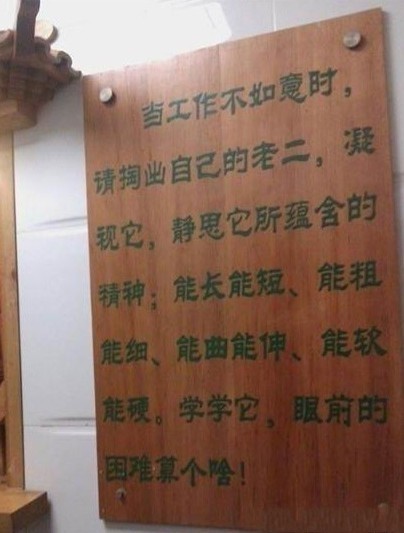 当工作不如意时，
请掏出自己的老二，凝
视它，静思它所蕴含的
精神；能长能短、能粗
能细、能曲能伸、能软
能硬。学学它，眼前的
困难算个啥！